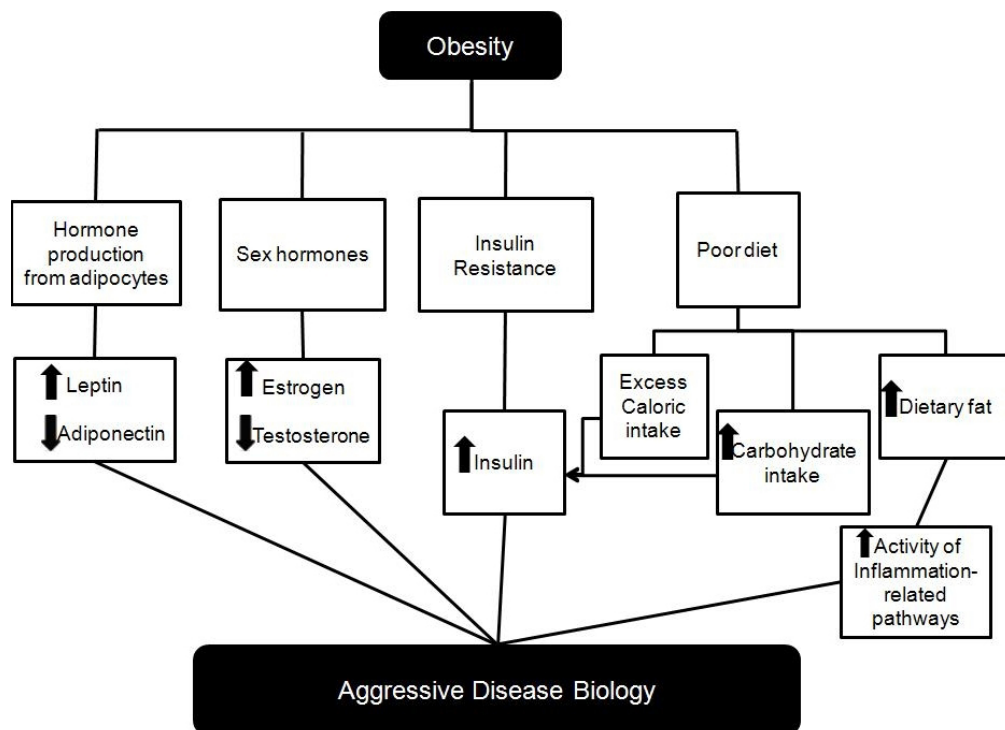 Obesity
Hormone
production
from adipocytes
Sex hormones
Insulin
Resistance
Poor diet
Leptin
Adiponectin
Estrogen
Testosterone
Insulin
Excess
Caloric
intake
Carbohydrate
intake
Dietary fat
Activity of
Inflammation-
related
pathways
Aggressive Disease Biology